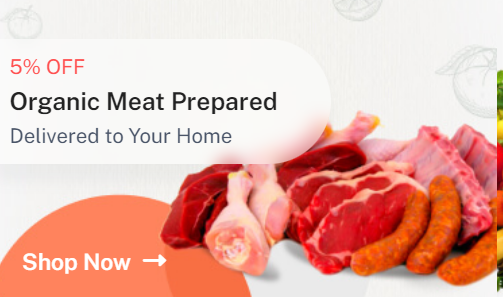 5% OFF
Organic Meat Prepared
Delivered to Your Home
Shop Now →